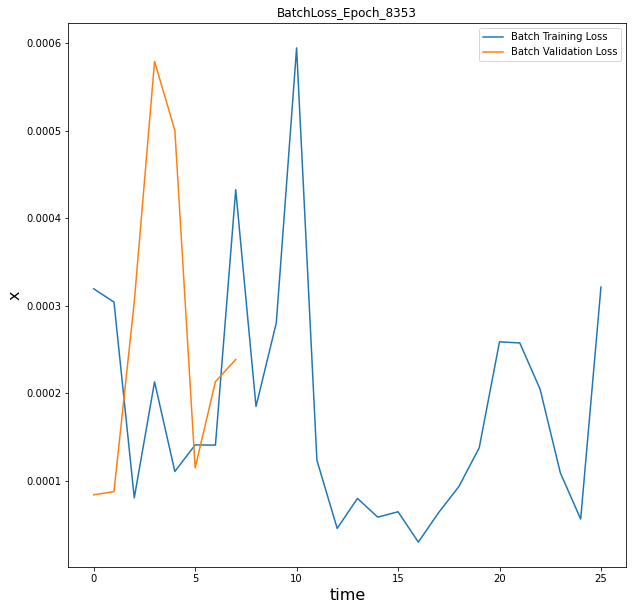 BatchLoss_Epoch_8353
Batch Training Loss
Batch Validation Loss
0.0006
0.0005
0.0004
0.0003
0.0002
0.0001
x
0 5 10 15 20 25
time